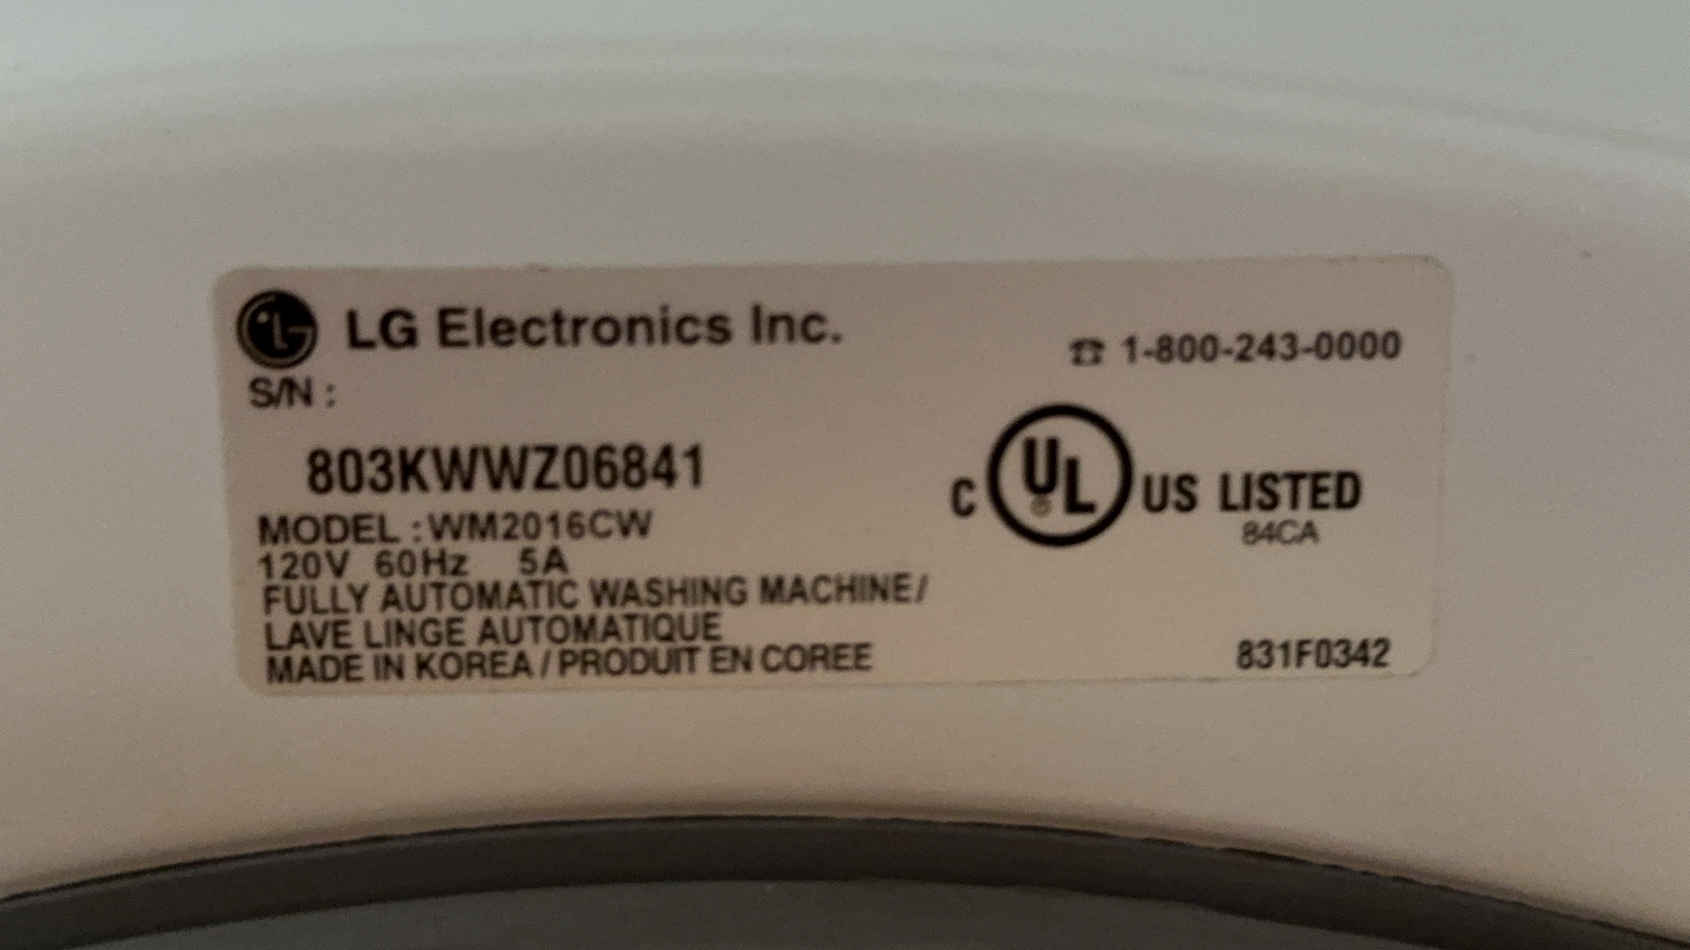 LG Electronics Inc.
☎ 1-800-243-0000
S/N :
803KWWZ06841
C UL® US LISTED
84CA
MODEL : WM2016CW
120V 60Hz 5A
FULLY AUTOMATIC WASHING MACHINE /
LAVE LINGE AUTOMATIQUE
MADE IN KOREA / PRODUIT EN COREE
831F0342